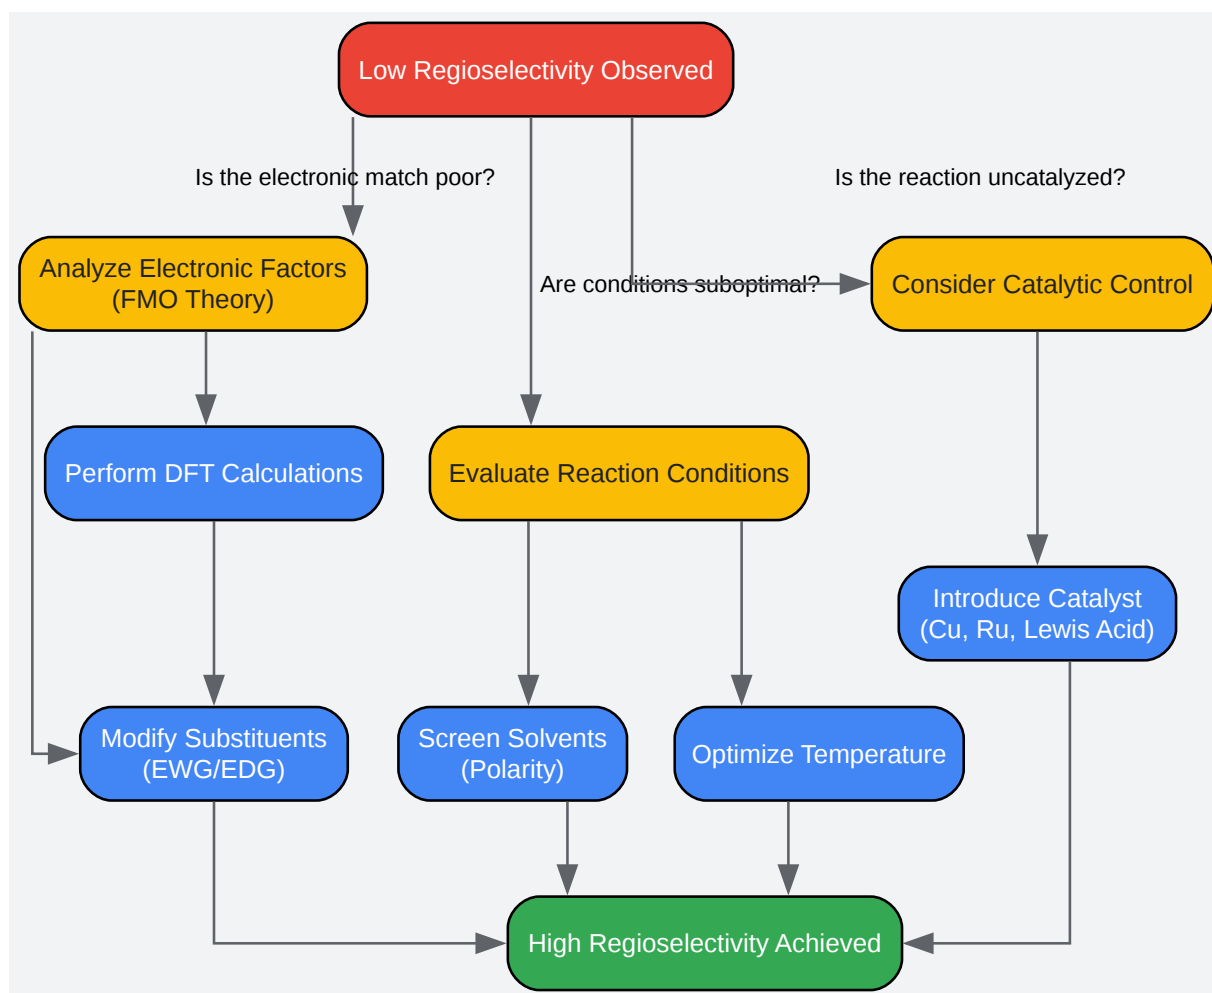 Low Regioselectivity Observed
Is the electronic match poor?
Is the reaction uncatalyzed?
Analyze Electronic Factors
(FMO Theory)
Are conditions suboptimal?
Consider Catalytic Control
Perform DFT Calculations
Evaluate Reaction Conditions
Introduce Catalyst
(Cu, Ru, Lewis Acid)
Modify Substituents
(EWG/EDG)
Screen Solvents
(Polarity)
Optimize Temperature
High Regioselectivity Achieved